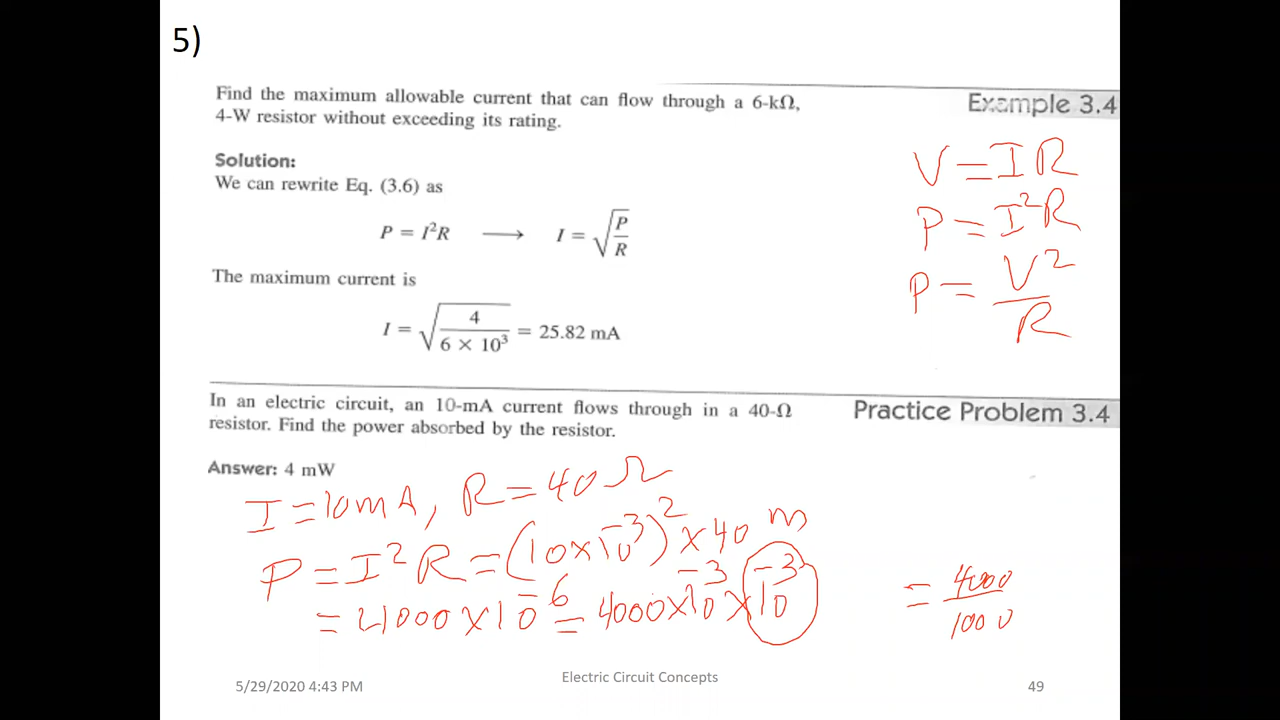 5)
Find the maximum allowable current that can flow through a 6-kΩ, Example 3.4
4-W resistor without exceeding its rating.
Solution:
We can rewrite Eq. (3.6) as
P = I²R ⟶ I = √(P/R)
The maximum current is
I = √(4/(6 × 10³)) = 25.82 mA
V = IR
P = I²R
P = V²/R
In an electric circuit, an 10-mA current flows through in a 40-Ω Practice Problem 3.4
resistor. Find the power absorbed by the resistor.
Answer: 4 mW
I = 10mA, R = 40 Ω
P = I²R = (10×10⁻³)² × 40 m
= 4000 × 10⁻⁶ = 4000 × 10⁻³ × 10⁻³ = 4000/1000
5/29/2020 4:43 PM Electric Circuit Concepts 49